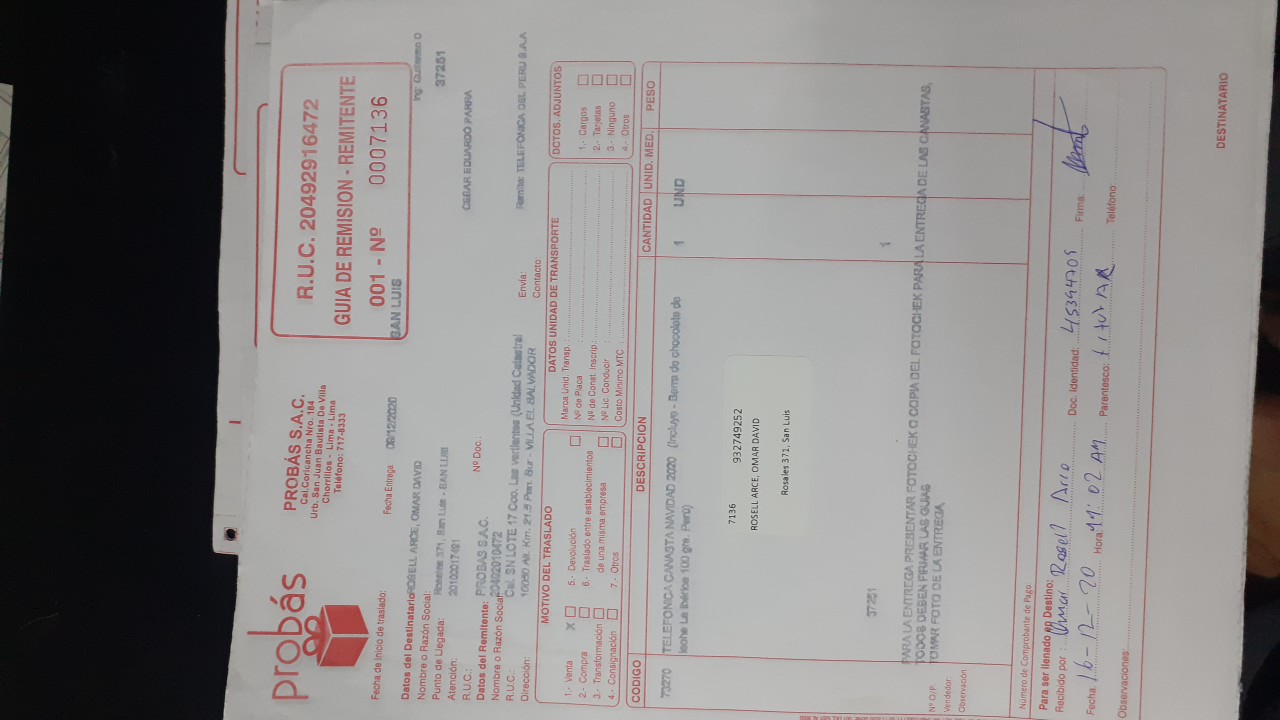 probás
PROBÁS S.A.C.
Cal.Coricancha Nro. 184
Urb. San Juan Bautista De Villa
Chorrillos - Lima - Lima
Teléfono: 717-8333
R.U.C. 20492916472
GUIA DE REMISION - REMITENTE
001 - Nº 0007136
SAN LUIS
Fecha de Inicio de traslado:
Fecha Entrega 09/12/2020
Ing: Guillermo D
37251
Datos del Destinatario
Nombre o Razón Social: ROSELL ARCE, OMAR DAVID
Punto de Llegada: Rosales 371, San Luis - SAN LUIS
Atención: 20100017491
R.U.C.: Nº Doc.:
CESAR EDUARDO PARRA
Datos del Remitente: PROBAS S.A.C.
Nombre o Razón Social
R.U.C.:
Dirección: Cal. SN LOTE 17 Coo. Las vertientes (Unidad Catastral
10080 Alt. Km. 21.5 Pan. Sur - VILLA EL SALVADOR
Envía: Remite: TELEFONICA DEL PERU S.A.A
Contacto
MOTIVO DEL TRASLADO
1.- Venta X
2.- Compra
3.- Transformación
4.- Consignación
5.- Devolución
6.- Traslado entre establecimientos
de una misma empresa
7.- Otros
DATOS UNIDAD DE TRANSPORTE
Marca Unid. Transp.:
Nº de Placa :
Nº de Const. Inscrip.:
Nº Lic. Conducir :
Costo Minimo MTC :
DCTOS. ADJUNTOS
1.- Cargos
2.- Tarjetas
3.- Ninguno
4.- Otros
CODIGO DESCRIPCION CANTIDAD UNID. MED. PESO
73270 TELEFONICA CANASTA NAVIDAD 2020 (Incluye - Barra de chocolate de 1 UND
leche La Ibérica 100 grs. Perú)
7136 932749252
ROSELL ARCE, OMAR DAVID
Rosales 371, San Luis
37251 1
Nº O/P.
Vendedor:
Observación
PARA LA ENTREGA PRESENTAR FOTOCHEK O COPIA DEL FOTOCHEK PARA LA ENTREGA DE LAS CANASTAS,
TODOS DEBEN FIRMAR LAS GUIAS
TOMAR FOTO DE LA ENTREGA
Número de Comprobante de Pago
Para ser llenado en Destino:
Recibido por : Omar Rosell Arce Doc. Identidad: 45394705 Firma:
Fecha: 16-12-20 Hora: 11:02 AM Parentesco: titular Teléfono
Observaciones:
DESTINATARIO